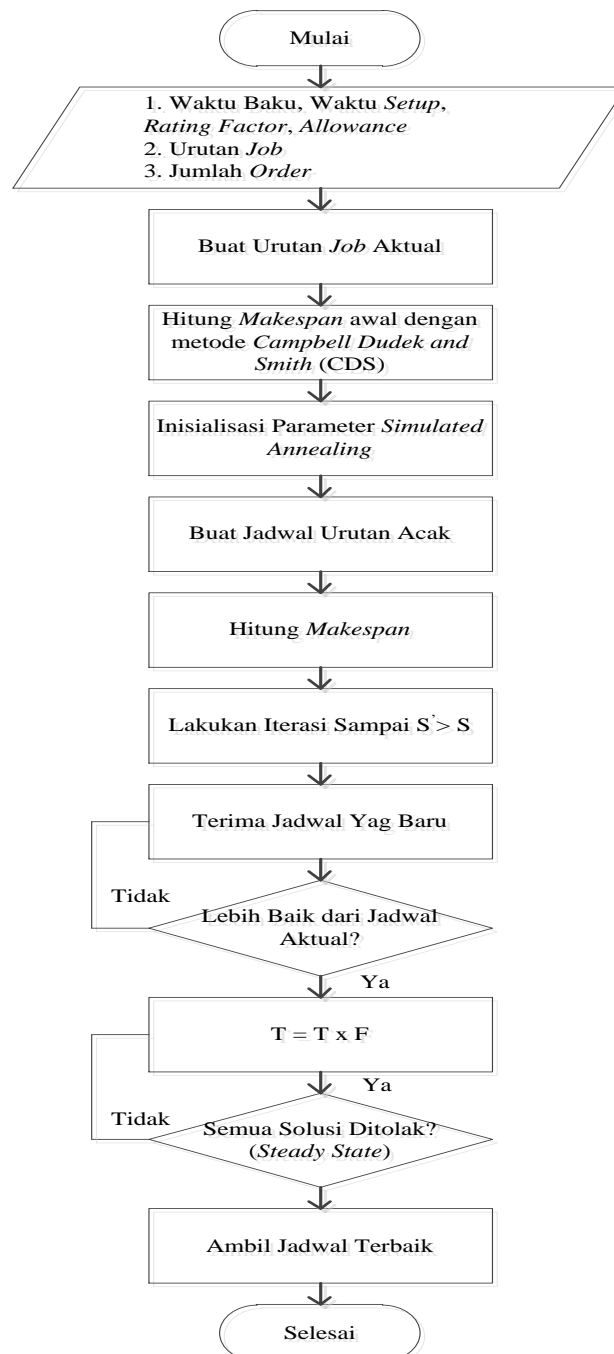 Mulai
1. Waktu Baku, Waktu Setup,
Rating Factor, Allowance
2. Urutan Job
3. Jumlah Order
Buat Urutan Job Aktual
Hitung Makespan awal dengan
metode Campbell Dudek and
Smith (CDS)
Inisialisasi Parameter Simulated
Annealing
Buat Jadwal Urutan Acak
Hitung Makespan
Lakukan Iterasi Sampai S'> S
Terima Jadwal Yag Baru
Tidak
Lebih Baik dari Jadwal
Aktual?
Ya
T = T x F
Ya
Tidak
Semua Solusi Ditolak?
(Steady State)
Ambil Jadwal Terbaik
Selesai